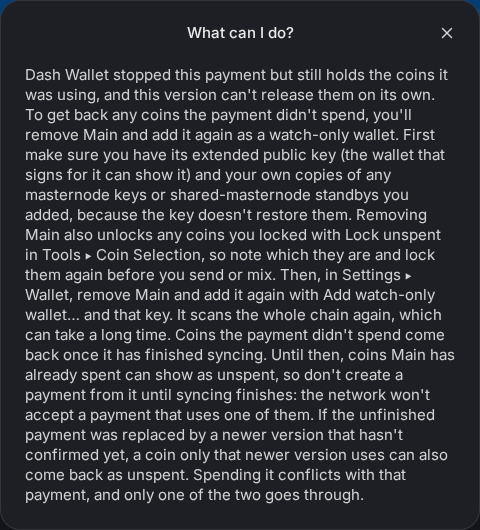 What can I do?
Dash Wallet stopped this payment but still holds the coins it
was using, and this version can't release them on its own.
To get back any coins the payment didn't spend, you'll
remove Main and add it again as a watch-only wallet. First
make sure you have its extended public key (the wallet that
signs for it can show it) and your own copies of any
masternode keys or shared-masternode standbys you
added, because the key doesn't restore them. Removing
Main also unlocks any coins you locked with Lock unspent
in Tools ▸ Coin Selection, so note which they are and lock
them again before you send or mix. Then, in Settings ▸
Wallet, remove Main and add it again with Add watch-only
wallet... and that key. It scans the whole chain again, which
can take a long time. Coins the payment didn't spend come
back once it has finished syncing. Until then, coins Main has
already spent can show as unspent, so don't create a
payment from it until syncing finishes: the network won't
accept a payment that uses one of them. If the unfinished
payment was replaced by a newer version that hasn't
confirmed yet, a coin only that newer version uses can also
come back as unspent. Spending it conflicts with that
payment, and only one of the two goes through.